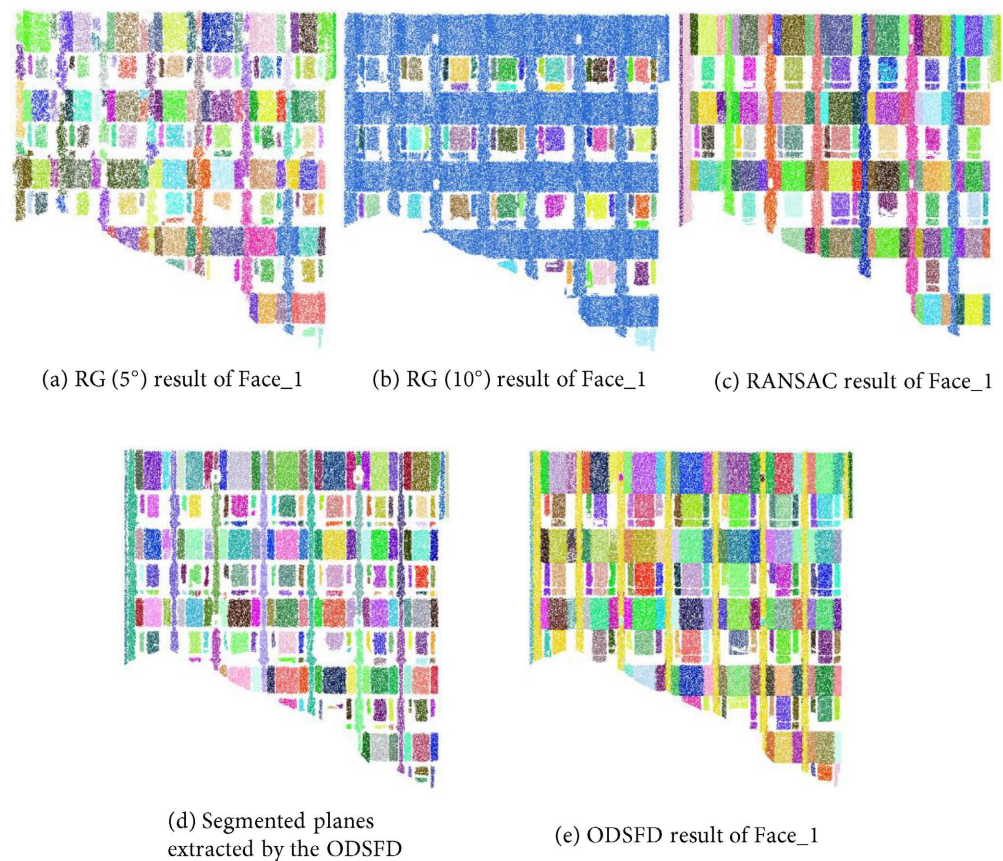 (a) RG (5°) result of Face_1
(b) RG (10°) result of Face_1
(c) RANSAC result of Face_1
(d) Segmented planes
extracted by the ODSFD
(e) ODSFD result of Face_1